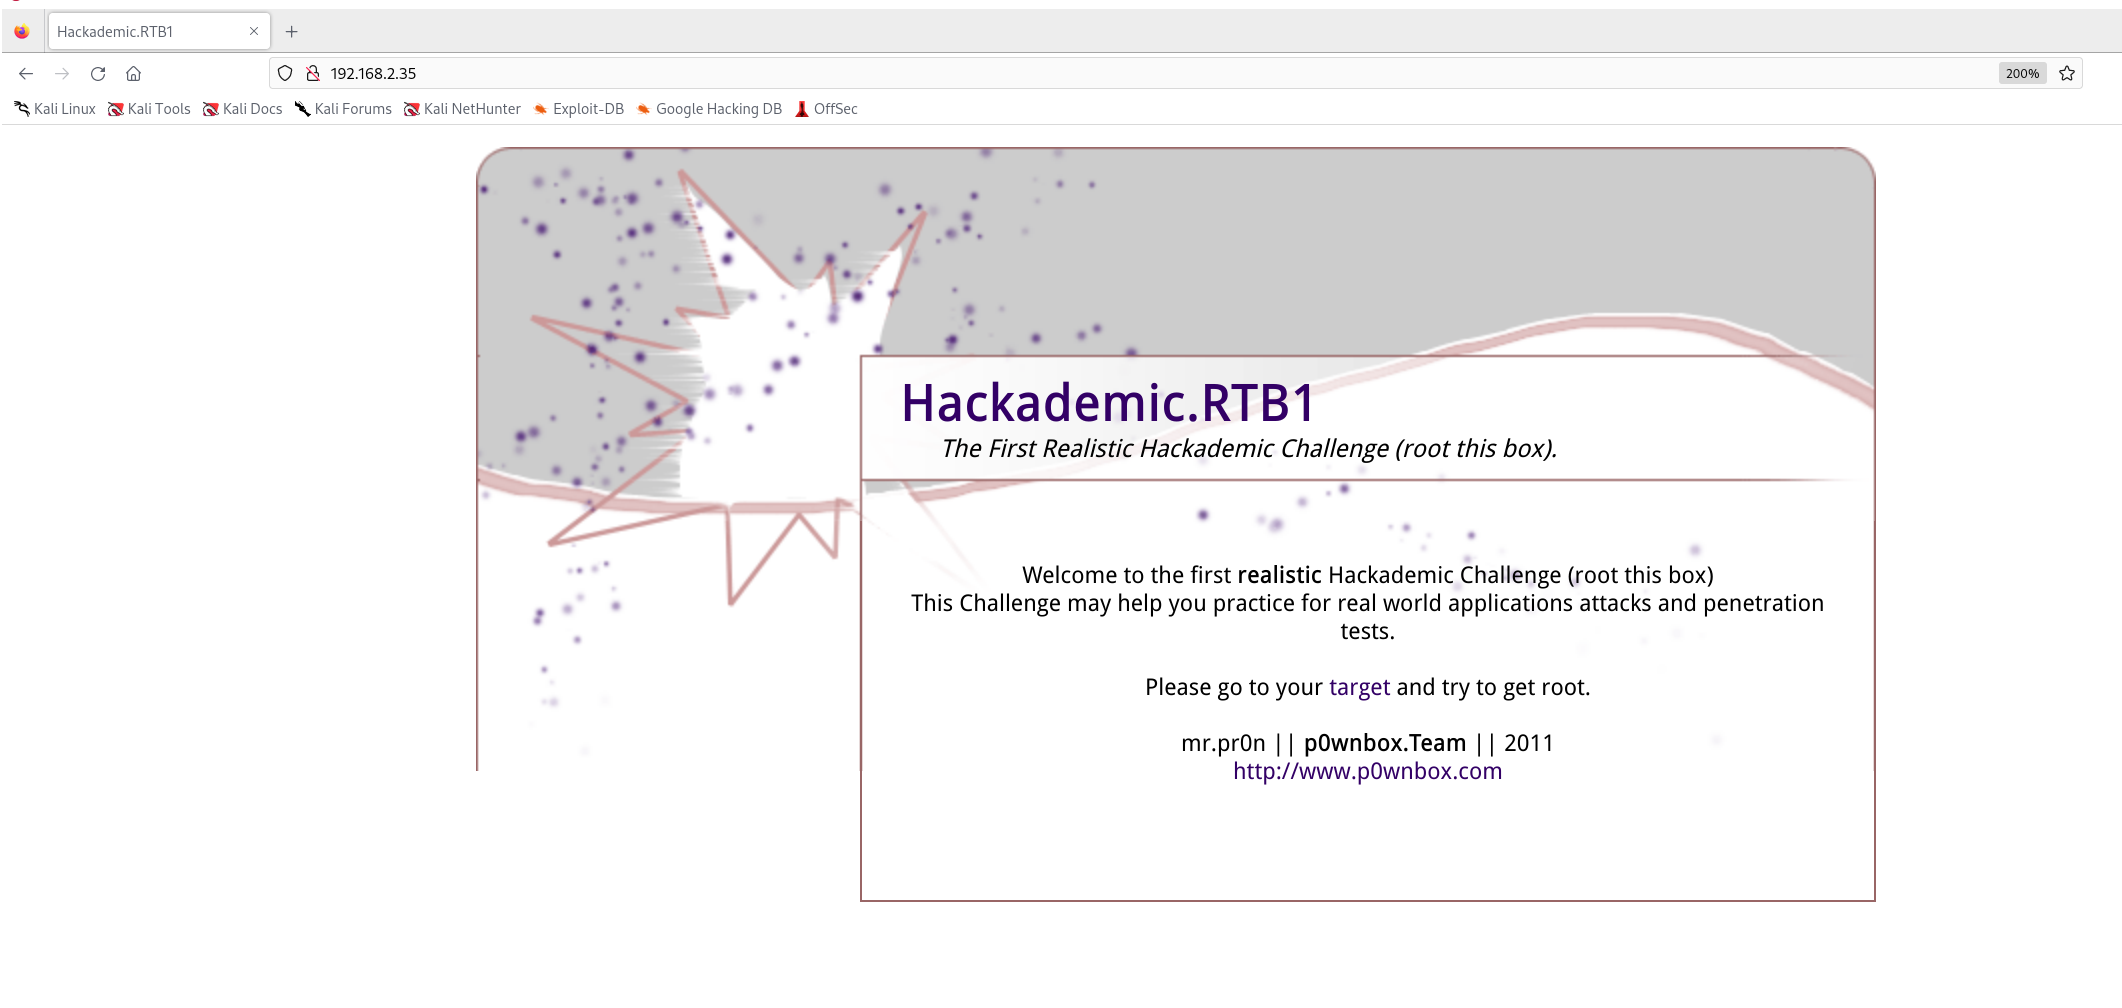 Hackademic.RTB1
192.168.2.35
200%
Kali Linux Kali Tools Kali Docs Kali Forums Kali NetHunter Exploit-DB Google Hacking DB OffSec
Hackademic.RTB1
The First Realistic Hackademic Challenge (root this box).
Welcome to the first realistic Hackademic Challenge (root this box)
This Challenge may help you practice for real world applications attacks and penetration
tests.
Please go to your target and try to get root.
mr.pr0n || p0wnbox.Team || 2011
http://www.p0wnbox.com